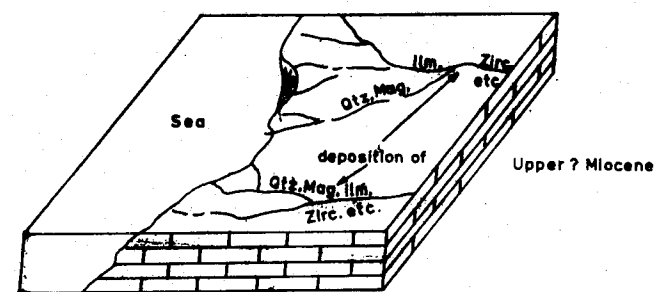 Ilm. Zirc.
etc.
Qtz. Mag.
Sea
deposition of
Upper ? Miocene
Qtz. Mag. Ilm.
Zirc. etc.